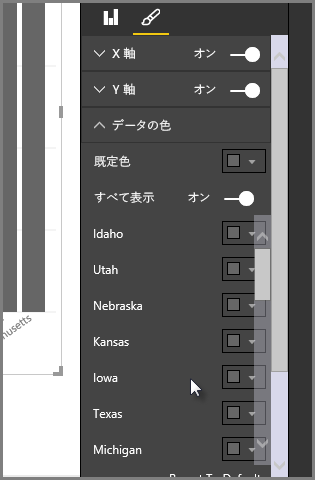 X 軸 オン
Y 軸 オン
データの色
既定色
すべて表示 オン
Idaho
Utah
Nebraska
Kansas
Iowa
Texas
Michigan